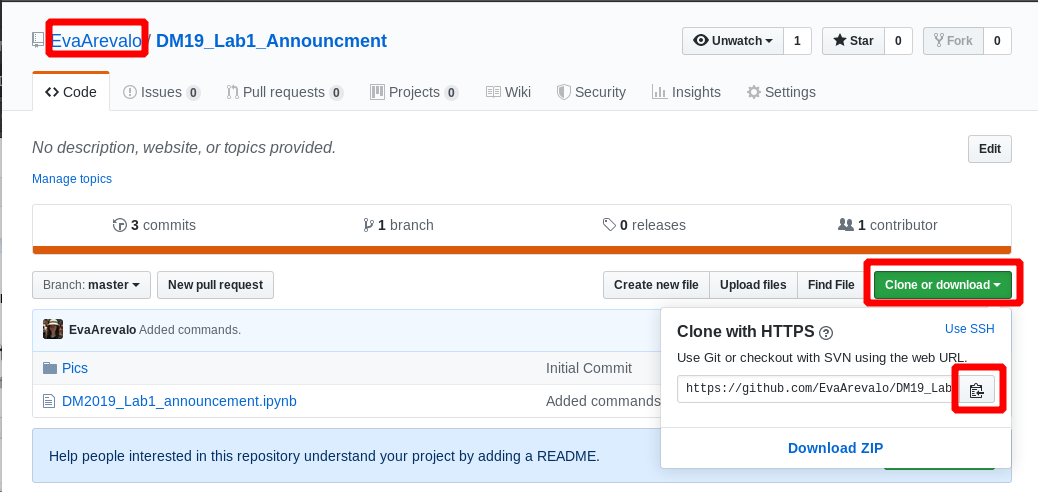 EvaArevalo / DM19_Lab1_Announcment
Unwatch 1 Star 0 Fork 0
Code Issues 0 Pull requests 0 Projects 0 Wiki Security Insights Settings
No description, website, or topics provided.
Edit
Manage topics
3 commits 1 branch 0 releases 1 contributor
Branch: master New pull request Create new file Upload files Find File Clone or download
EvaArevalo Added commands.
Clone with HTTPS ? Use SSH
Use Git or checkout with SVN using the web URL.
Pics Initial Commit
https://github.com/EvaArevalo/DM19_Lab
DM2019_Lab1_announcement.ipynb Added commands
Download ZIP
Help people interested in this repository understand your project by adding a README.